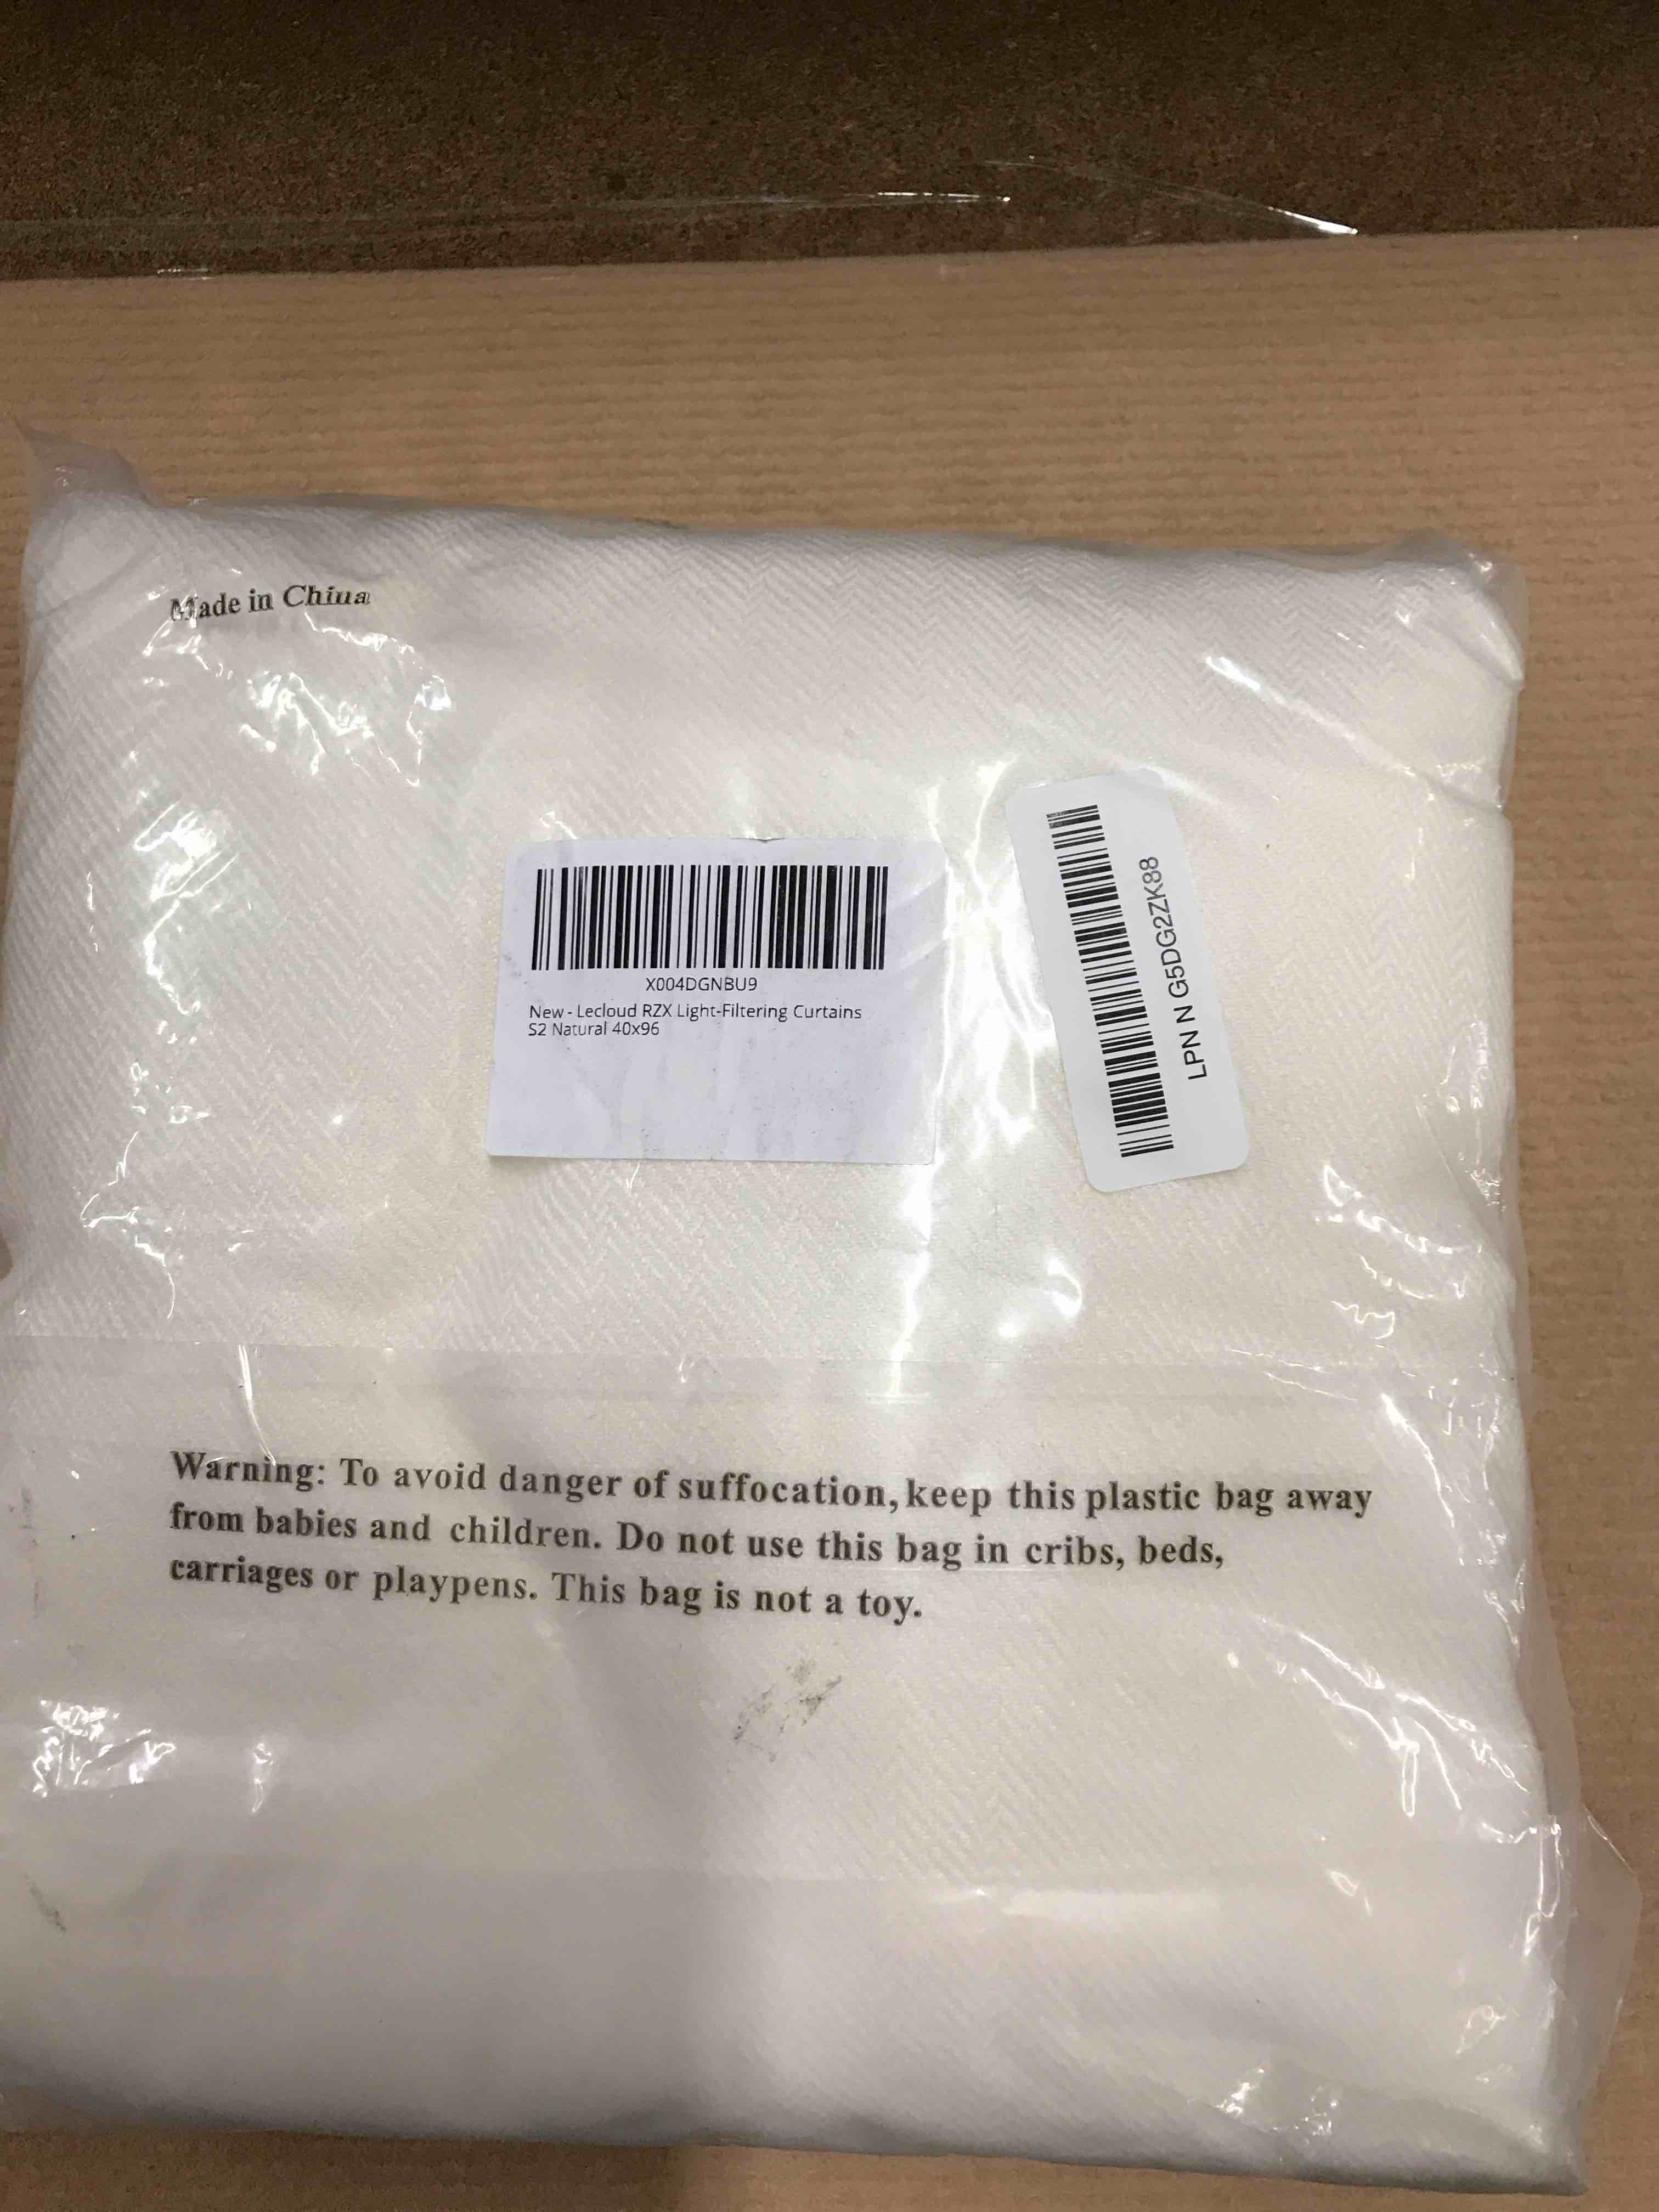 Made in China
X004DGNBU9
New - Lecloud RZX Light-Filtering Curtains
S2 Natural 40x96
LPN N G5DG2ZK88
Warning: To avoid danger of suffocation, keep this plastic bag away
from babies and children. Do not use this bag in cribs, beds,
carriages or playpens. This bag is not a toy.